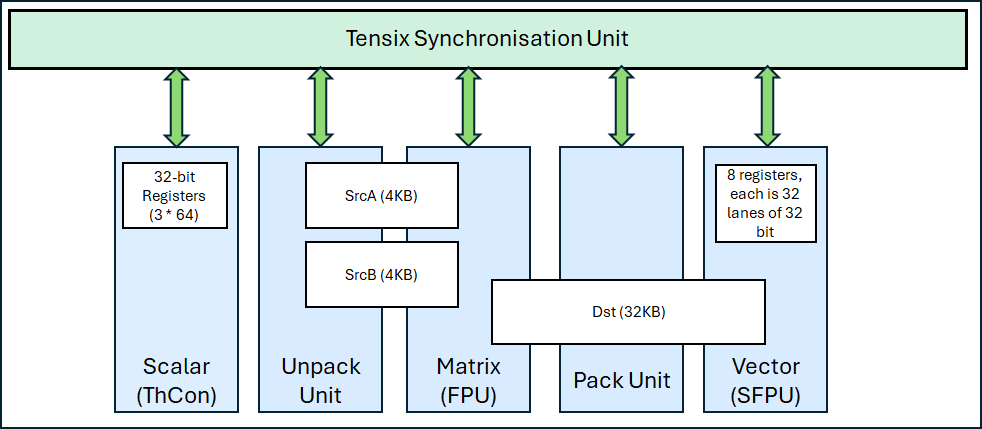 Tensix Synchronisation Unit
32-bit
Registers
(3 * 64)
SrcA (4KB)
8 registers,
each is 32
lanes of 32
bit
SrcB (4KB)
Dst (32KB)
Scalar
(ThCon)
Unpack
Unit
Matrix
(FPU)
Pack Unit
Vector
(SFPU)